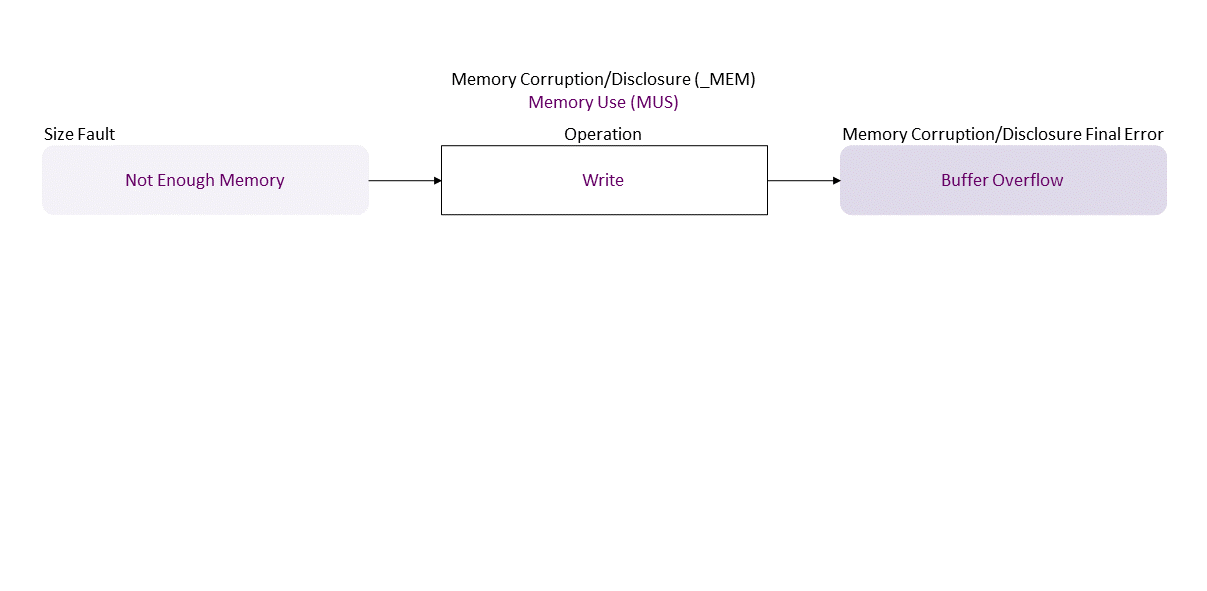 Memory Corruption/Disclosure (_MEM)
Memory Use (MUS)
Size Fault
Operation
Memory Corruption/Disclosure Final Error
Not Enough Memory
Write
Buffer Overflow